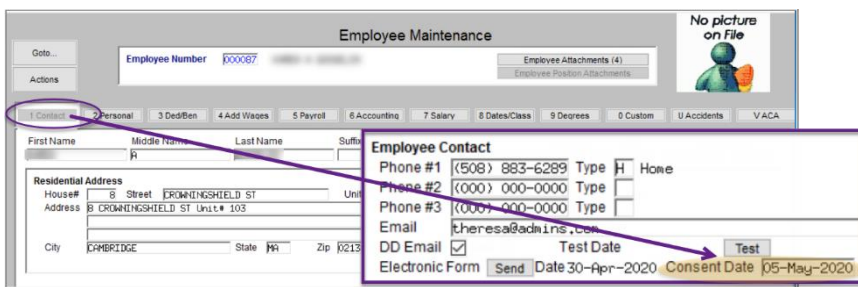 Employee Maintenance
No picture
on File
Goto...
Actions
Employee Number 000087
Employee Attachments (4)
Employee Position Attachments
1 Contact 2 Personal 3 Ded/Ben 4 Add Wages 5 Payroll 6 Accounting 7 Salary 8 Dates/Class 9 Degrees 0 Custom U Accidents V ACA
First Name Middle Name Last Name Suffix
A
Residential Address
House# 8 Street CROWNINGSHIELD ST Unit
Address 8 CROWNINGSHIELD ST Unit# 103
City CAMBRIDGE State MA Zip 0213
Employee Contact
Phone #1 (508) 883-6289 Type H Home
Phone #2 (000) 000-0000 Type
Phone #3 (000) 000-0000 Type
Email theresa@admins.com
DD Email Test Date Test
Electronic Form Send Date 30-Apr-2020 Consent Date 05-May-2020